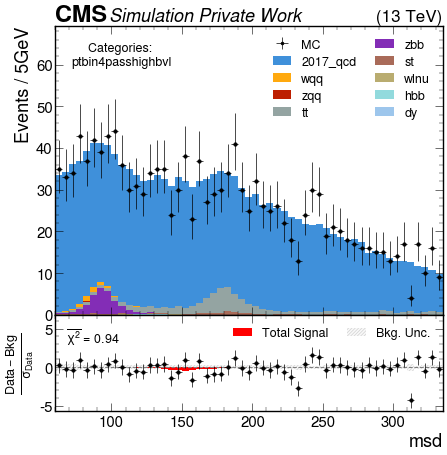 CMS Simulation Private Work (13 TeV)
Events / 5GeV
Categories:
ptbin4passhighbvl
MC
2017_qcd
wqq
zqq
tt
zbb
st
wlnu
hbb
dy
60
50
40
30
20
10
0
Data − Bkg
σData
χ² = 0.94
Total Signal
Bkg. Unc.
5
0
-5
100 150 200 250 300
msd